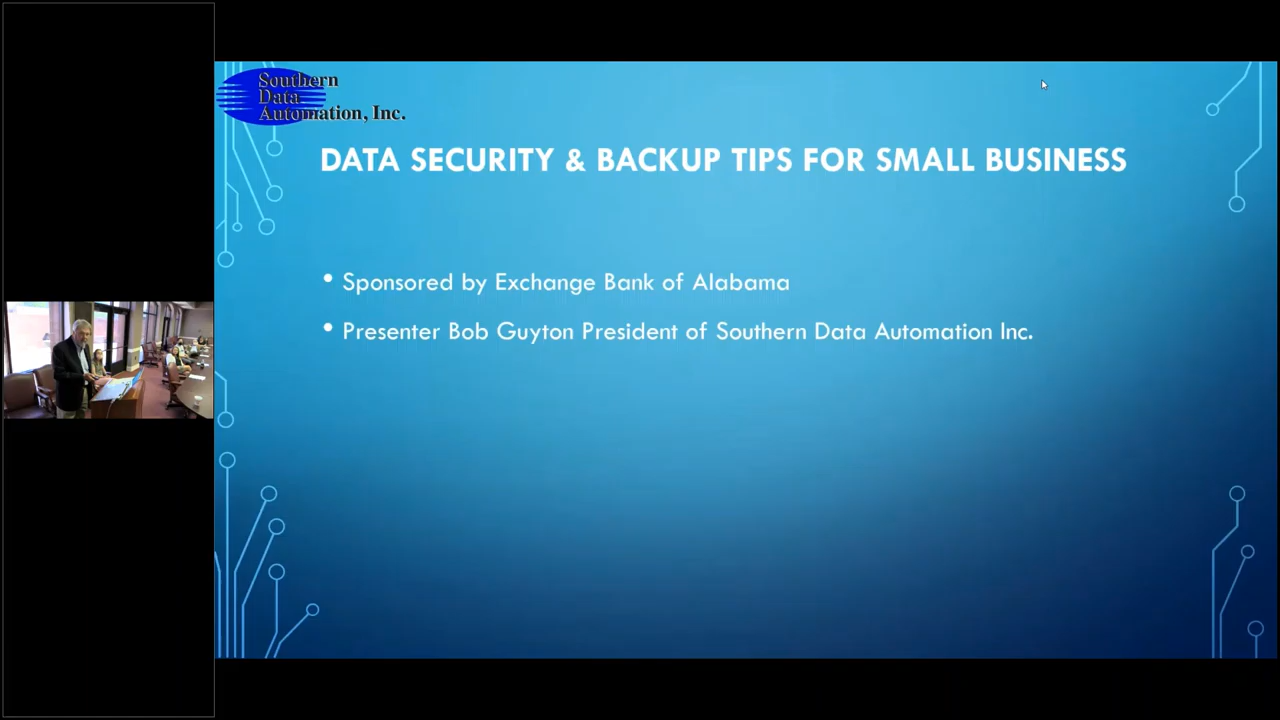 Southern
Data
Automation, Inc.
DATA SECURITY & BACKUP TIPS FOR SMALL BUSINESS
• Sponsored by Exchange Bank of Alabama
• Presenter Bob Guyton President of Southern Data Automation Inc.